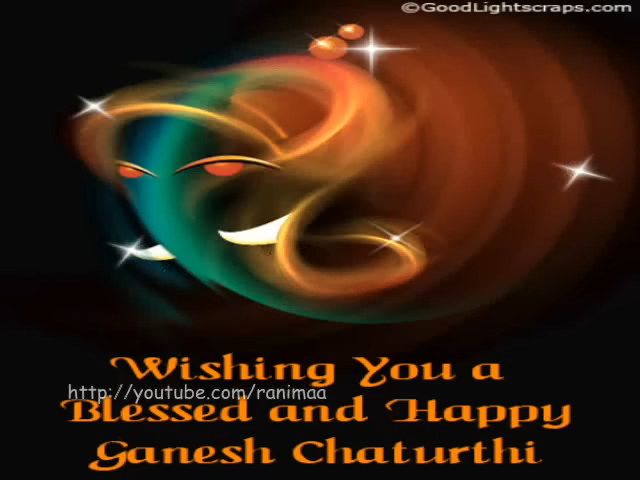 ©GoodLightscraps.com
Wishing You a
http://youtube.com/ranimaa
Blessed and Happy
Ganesh Chaturthi